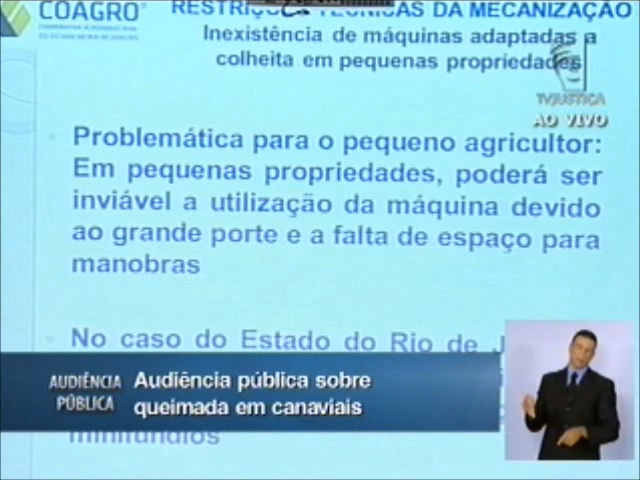 COAGRO
RESTRIÇÕES TÉCNICAS DA MECANIZAÇÃO
Inexistência de máquinas adaptadas a
colheita em pequenas propriedades
TVJUSTIÇA
AO VIVO
Problemática para o pequeno agricultor:
Em pequenas propriedades, poderá ser
inviável a utilização da máquina devido
ao grande porte e a falta de espaço para
manobras
No caso do Estado do Rio de
AUDIÊNCIA
PÚBLICA
Audiência pública sobre
queimada em canaviais
minifúndios